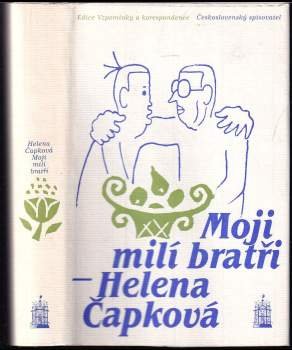 Edice Vzpomínky a korespondence Československý spisovatel
Helena
Čapková
Moji
milí
bratři
Moji
milí bratři
– Helena
Čapková